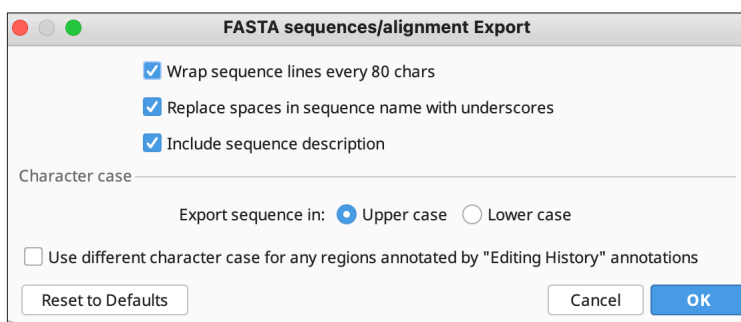 FASTA sequences/alignment Export
Wrap sequence lines every 80 chars
Replace spaces in sequence name with underscores
Include sequence description
Character case
Export sequence in: Upper case Lower case
Use different character case for any regions annotated by "Editing History" annotations
Reset to Defaults Cancel OK